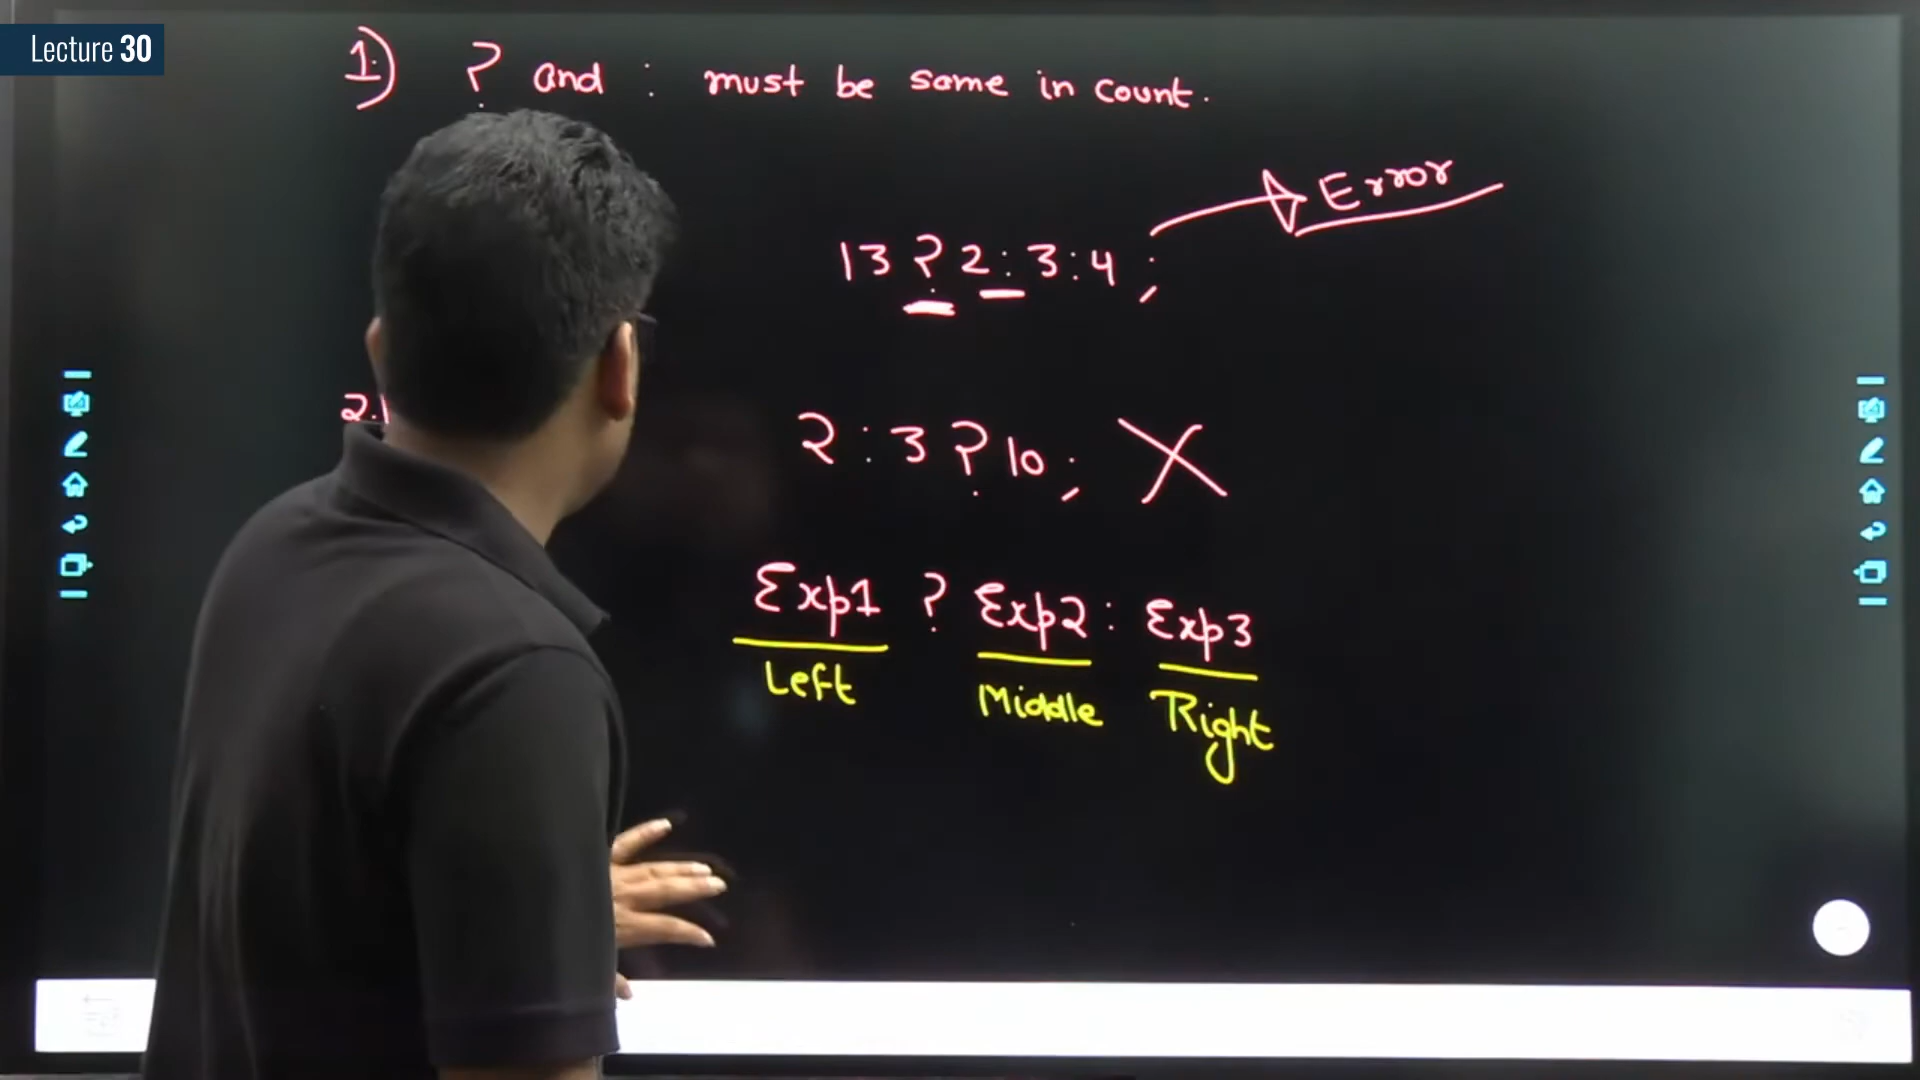 Lecture 30
1.) ? and : must be same in count.
13 ? 2 : 3 : 4 ; Error
2.)
2 : 3 ? 10 ; X
Exp1 ? Exp2 : Exp3
Left Middle Right